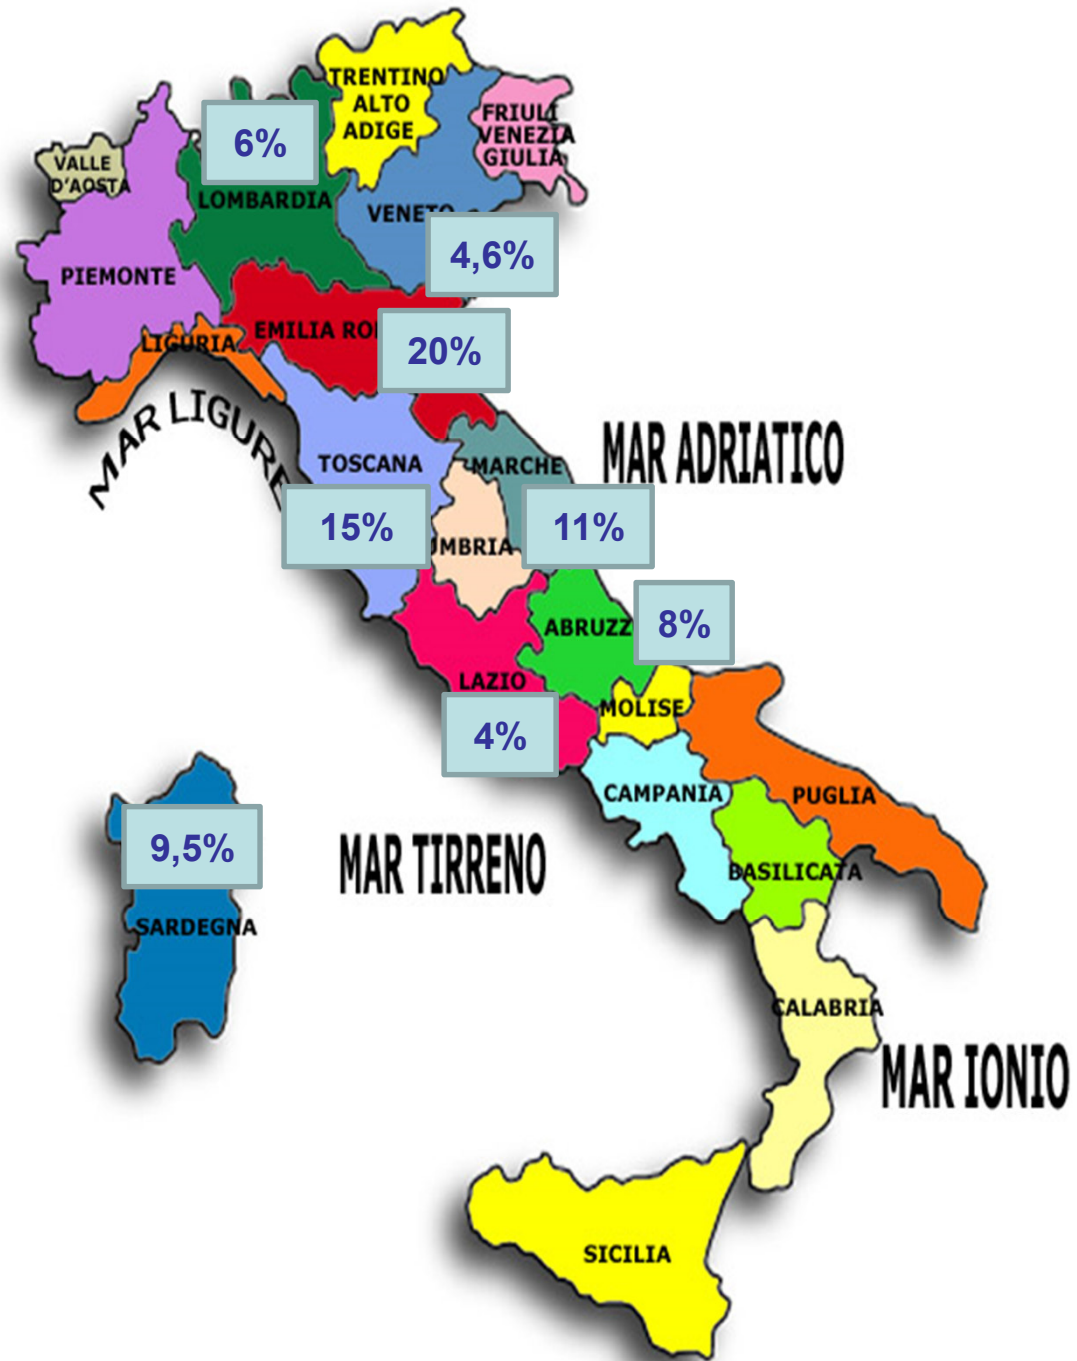 TRENTINO
ALTO
ADIGE
FRIULI
VENEZIA
GIULIA
6%
VALLE
D'AOSTA
LOMBARDIA
VENETO
4,6%
PIEMONTE
EMILIA RO
20%
LIGURIA
MAR LIGURE
TOSCANA
MARCHE
MAR ADRIATICO
15%
UMBRIA
11%
ABRUZZ
8%
LAZIO
MOLISE
4%
CAMPANIA
PUGLIA
9,5%
MAR TIRRENO
BASILICATA
SARDEGNA
CALABRIA
MAR IONIO
SICILIA